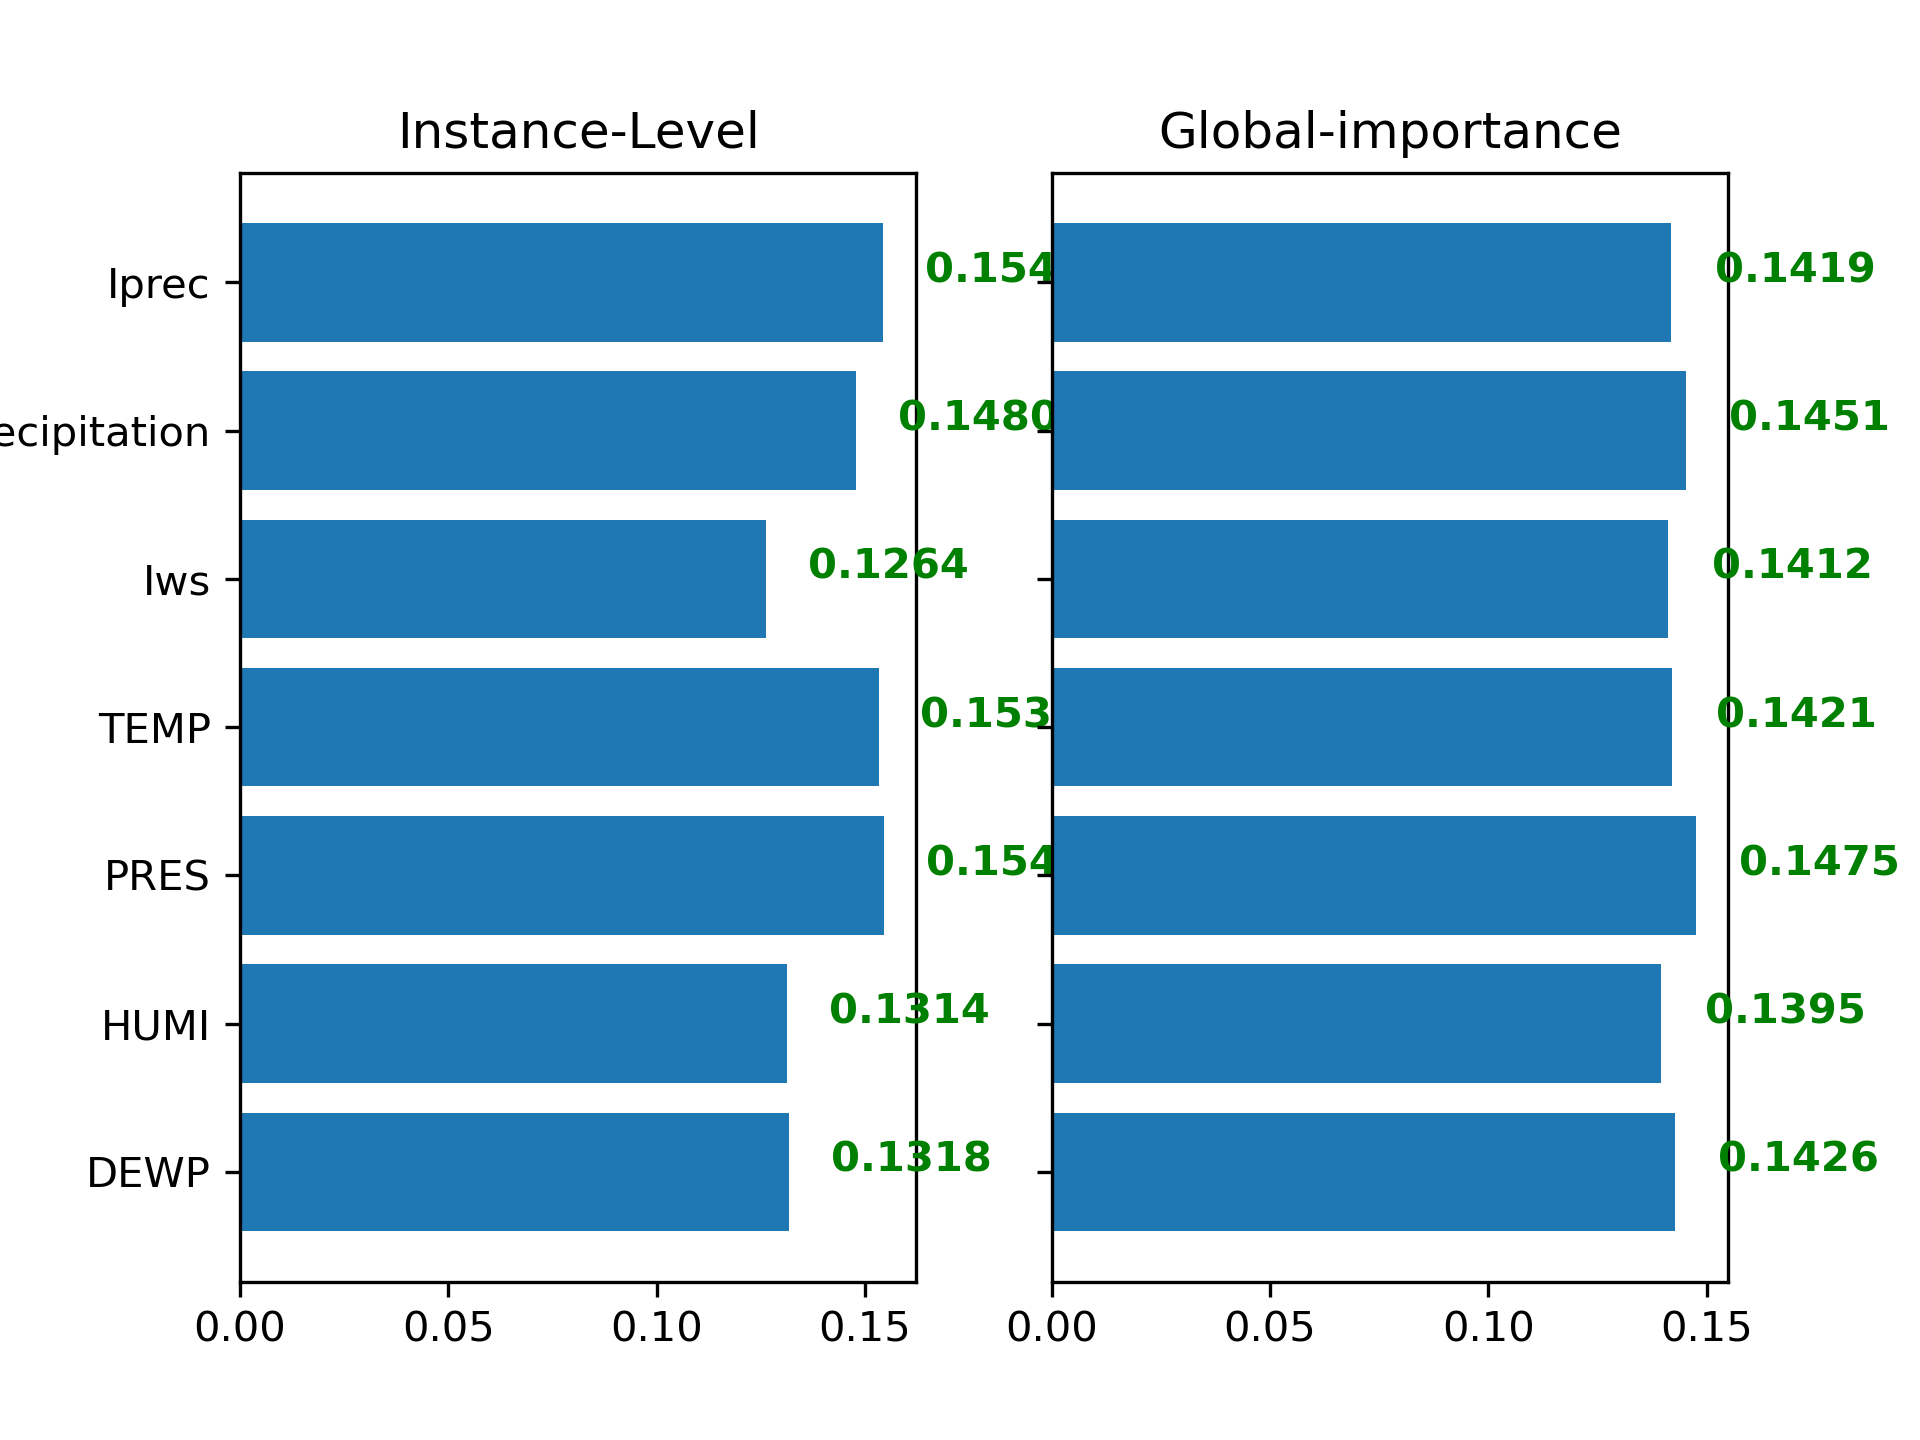 Instance-Level Global-importance
Iprec 0.154 0.1419
ecipitation 0.1480 0.1451
Iws 0.1264 0.1412
TEMP 0.153 0.1421
PRES 0.154 0.1475
HUMI 0.1314 0.1395
DEWP 0.1318 0.1426
0.00 0.05 0.10 0.15 0.00 0.05 0.10 0.15